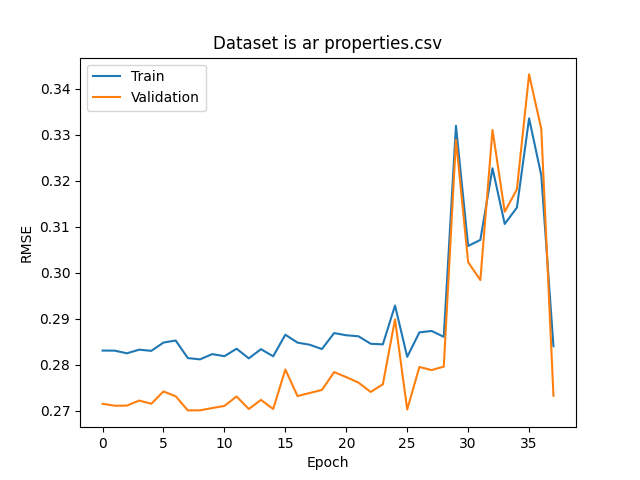 Dataset is ar properties.csv
Train
Validation
0.34
0.33
0.32
0.31
0.30
0.29
0.28
0.27
RMSE
0 5 10 15 20 25 30 35
Epoch